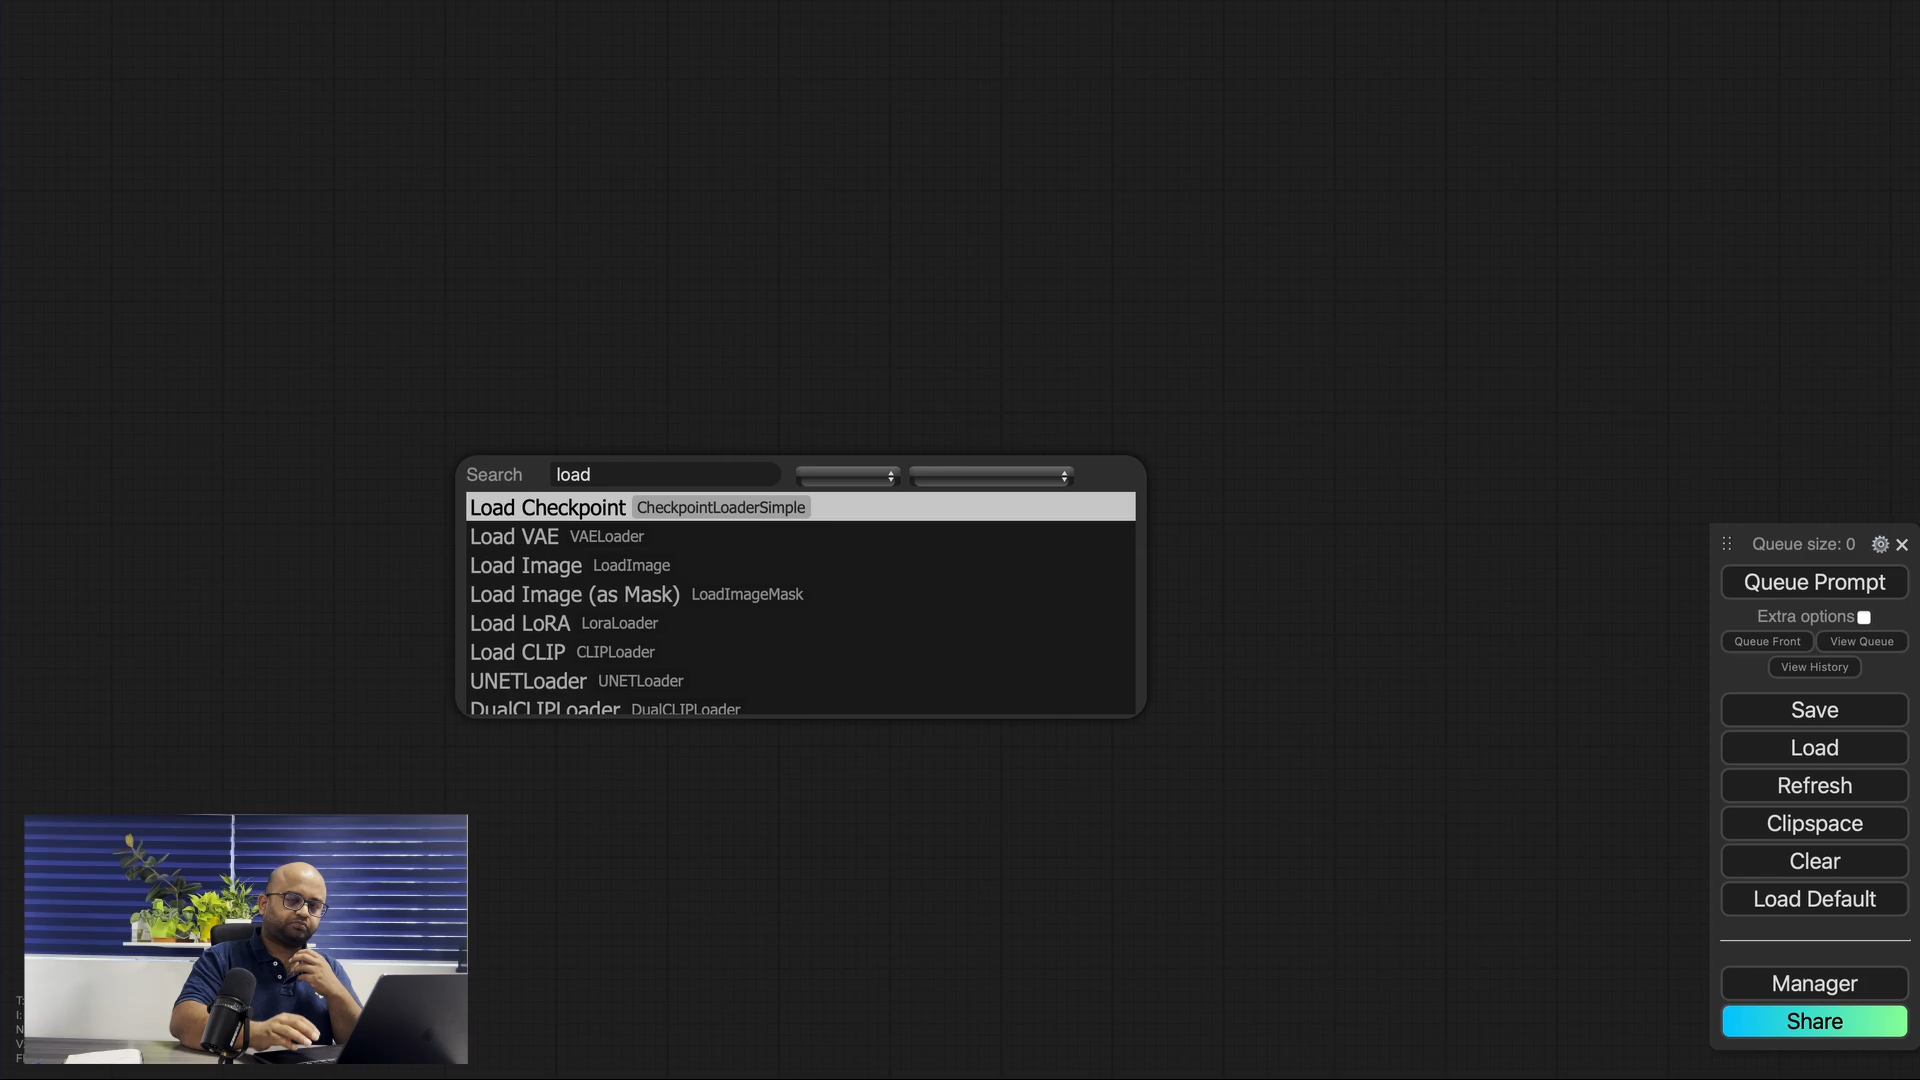 Search load
Load Checkpoint CheckpointLoaderSimple
Load VAE VAELoader
Load Image LoadImage
Load Image (as Mask) LoadImageMask
Load LoRA LoraLoader
Load CLIP CLIPLoader
UNETLoader UNETLoader
DualCLIPLoader DualCLIPLoader
Queue size: 0
Queue Prompt
Extra options
Queue Front View Queue
View History
Save
Load
Refresh
Clipspace
Clear
Load Default
Manager
Share
T:
I:
N
V
F